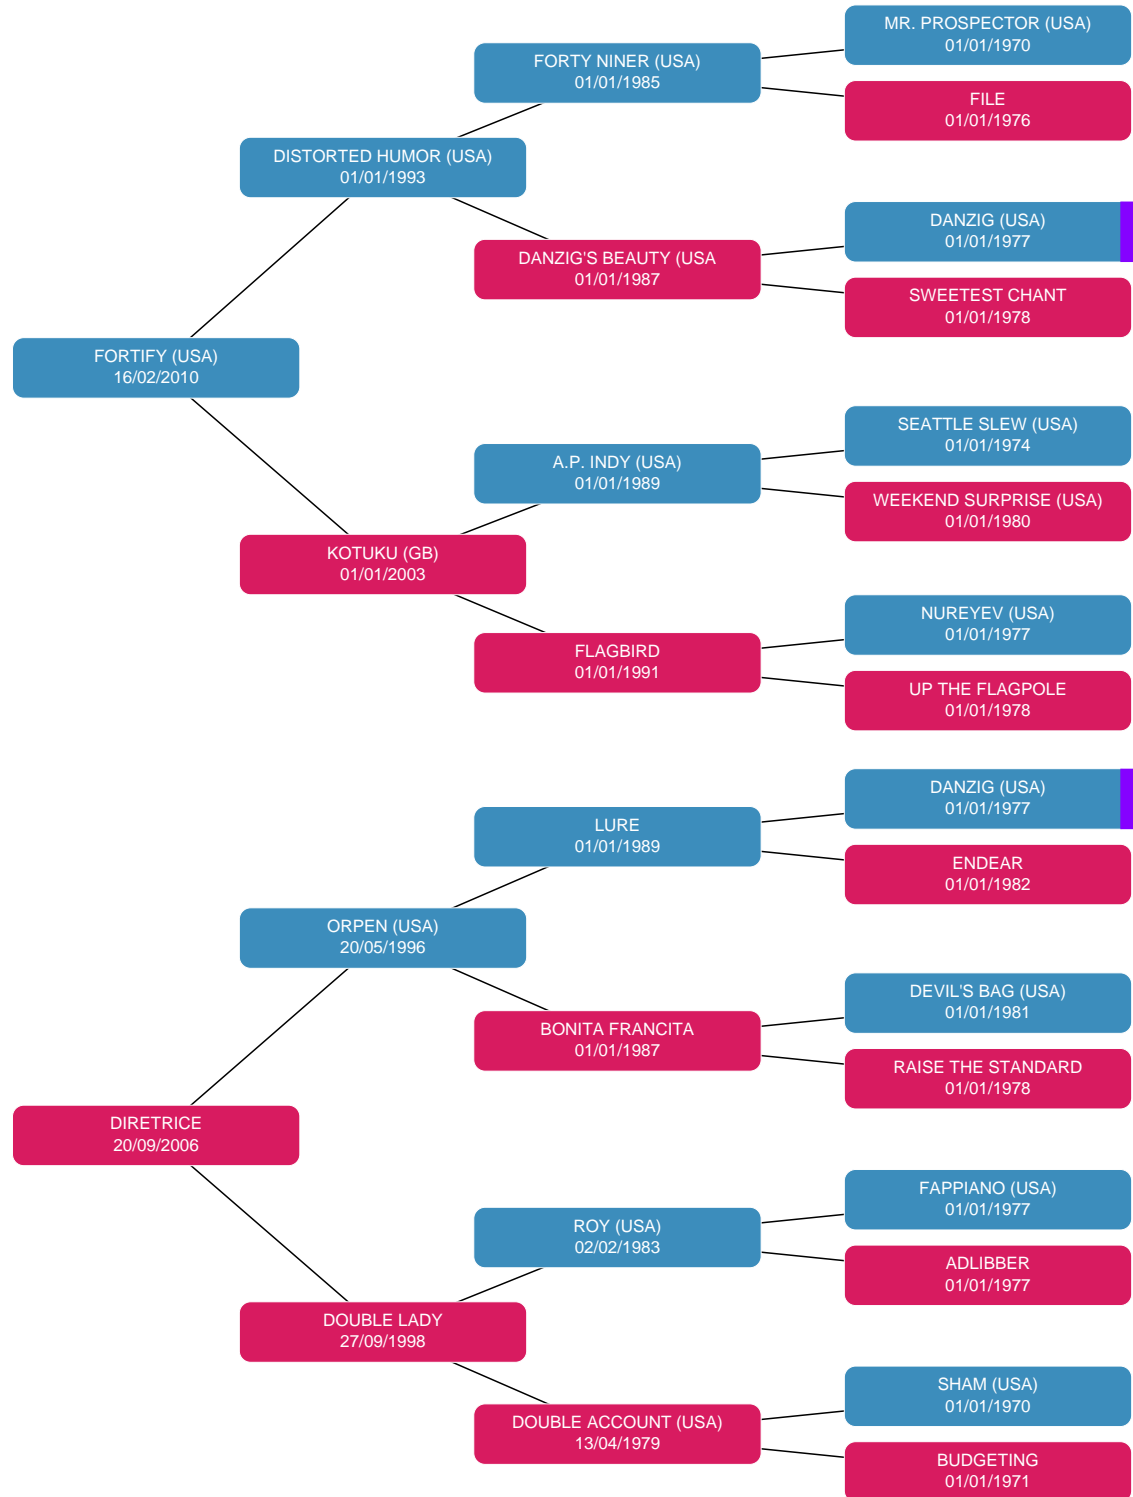 MR. PROSPECTOR (USA)
01/01/1970
FORTY NINER (USA)
01/01/1985
FILE
01/01/1976
DISTORTED HUMOR (USA)
01/01/1993
DANZIG (USA)
01/01/1977
DANZIG'S BEAUTY (USA
01/01/1987
SWEETEST CHANT
01/01/1978
FORTIFY (USA)
16/02/2010
SEATTLE SLEW (USA)
01/01/1974
A.P. INDY (USA)
01/01/1989
WEEKEND SURPRISE (USA)
01/01/1980
KOTUKU (GB)
01/01/2003
NUREYEV (USA)
01/01/1977
FLAGBIRD
01/01/1991
UP THE FLAGPOLE
01/01/1978
DANZIG (USA)
01/01/1977
LURE
01/01/1989
ENDEAR
01/01/1982
ORPEN (USA)
20/05/1996
DEVIL'S BAG (USA)
01/01/1981
BONITA FRANCITA
01/01/1987
RAISE THE STANDARD
01/01/1978
DIRETRICE
20/09/2006
FAPPIANO (USA)
01/01/1977
ROY (USA)
02/02/1983
ADLIBBER
01/01/1977
DOUBLE LADY
27/09/1998
SHAM (USA)
01/01/1970
DOUBLE ACCOUNT (USA)
13/04/1979
BUDGETING
01/01/1971